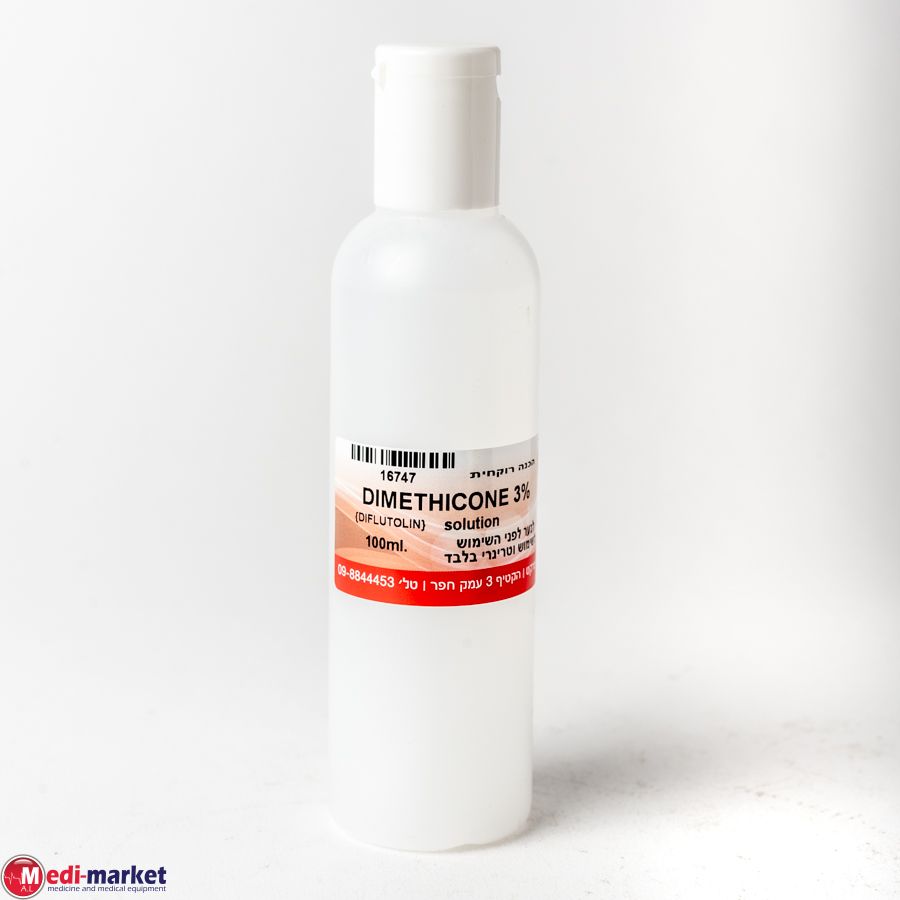 16747
הכנה רוקחית
DIMETHICONE 3%
{DIFLUTOLIN} solution
100ml.
לנער לפני השימוש
לשימוש וטרינרי בלבד
הקטיף 3 עמק חפר | טל׳ 09-8844453
Medi-market
A.L
medicine and medical equipment